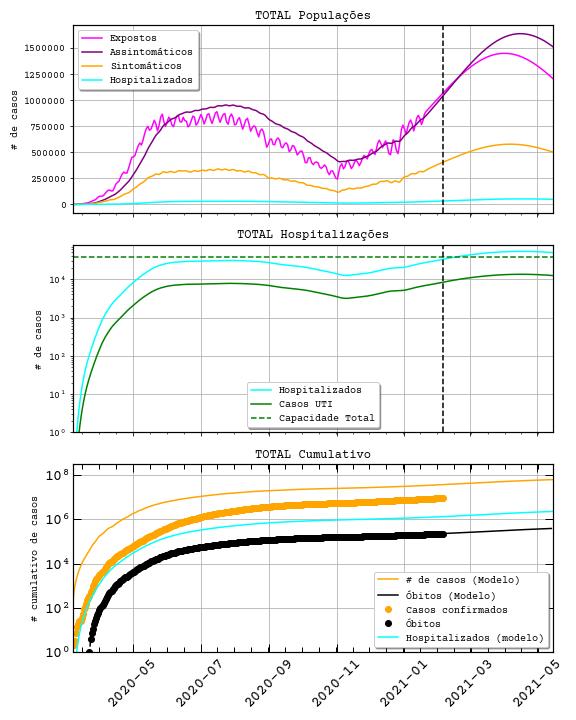 TOTAL Populações
Expostos
Assintomáticos
Sintomáticos
Hospitalizados
1500000
1250000
1000000
750000
500000
250000
0
# de casos
TOTAL Hospitalizações
10^4
10^3
10^2
10^1
10^0
# de casos
Hospitalizados
Casos UTI
Capacidade Total
TOTAL Cumulativo
10^8
10^6
10^4
10^2
10^0
# cumulativo de casos
# de casos (Modelo)
Óbitos (Modelo)
Casos confirmados
Óbitos
Hospitalizados (modelo)
2020-05
2020-07
2020-09
2020-11
2021-01
2021-03
2021-05